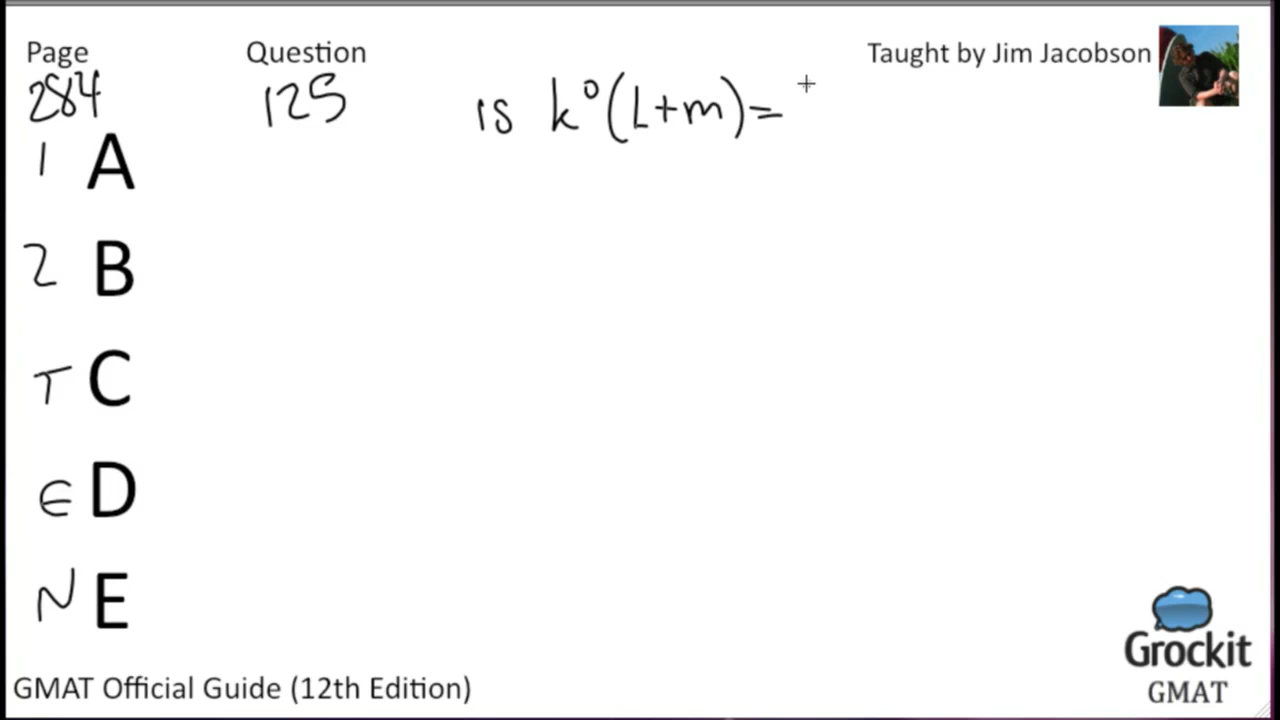 Page Question Taught by Jim Jacobson
284 125 is k°(L+m)=
1 A
2 B
T C
E D
N E
Grockit
GMAT
GMAT Official Guide (12th Edition)